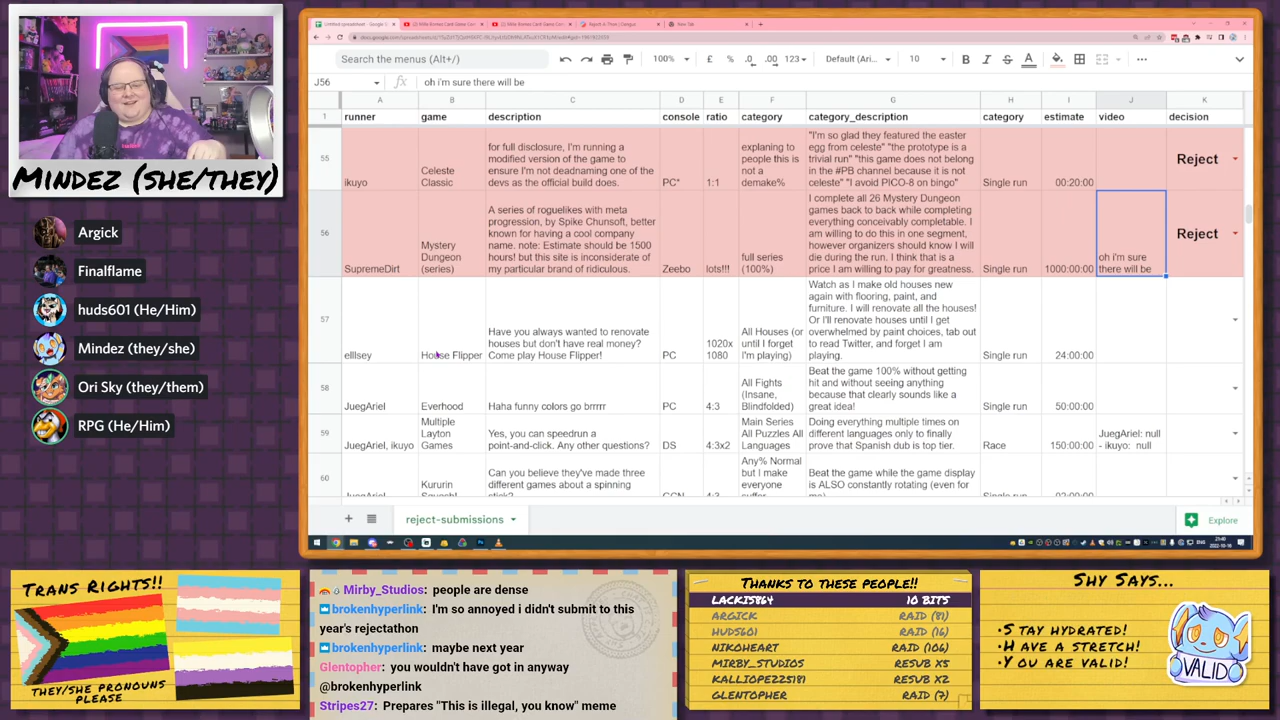 Mindez (she/they)
Argick
Finalflame
huds601 (He/Him)
Mindez (they/she)
Ori Sky (they/them)
RPG (He/Him)
Search the menus (Alt+/)
100%
£ % .0 .00 123
Default (Ari...
10
B I S A
J56
fx
oh i'm sure there will be
A B C D E F G H I J K
1 runner game description console ratio category category_description category estimate video decision
55
ikuyo
Celeste
Classic
for full disclosure, I'm running a
modified version of the game to
ensure I'm not deadnaming one of
the devs as the official build does.
PC*
1:1
explaning to
people this is
not a
demake%
"I'm so glad they featured the easter
egg from celeste" "the prototype is a
trivial run" "this game does not belong
in the #PB channel because it is not
celeste" "I avoid PICO-8 on bingo"
Single run
00:20:00
Reject
56
SupremeDirt
Mystery
Dungeon
(series)
A series of roguelikes with meta
progression, by Spike Chunsoft, better
known for having a cool company
name. note: Estimate should be 1500
hours! but this site is inconsiderate of
my particular brand of ridiculous.
Zeebo
lots!!!
full series
(100%)
I complete all 26 Mystery Dungeon
games back to back while completing
everything conceivably completable. I
am willing to do this in one segment,
however organizers should know I will
die during the run. I think that is a
price I am willing to pay for greatness.
Single run
1000:00:00
oh i'm sure
there will be
Reject
57
elllsey
House Flipper
Have you always wanted to renovate
houses but don't have real money?
Come play House Flipper!
PC
1020x
1080
All Houses (or
until I forget
I'm playing)
Watch as I make old houses new
again with flooring, paint, and
furniture. I will renovate all the houses!
Or I'll renovate houses until I get
overwhelmed by paint choices, tab out
to read Twitter, and forget I am
playing.
Single run
24:00:00
58
JuegAriel
Everhood
Haha funny colors go brrrrr
PC
4:3
All Fights
(Insane,
Blindfolded)
Beat the game 100% without getting
hit and without seeing anything
because that clearly sounds like a
great idea!
Single run
50:00:00
59
JuegAriel, ikuyo
Multiple
Layton
Games
Yes, you can speedrun a
point-and-click. Any other questions?
DS
4:3x2
Main Series
All Puzzles All
Languages
Doing everything multiple times on
different languages only to finally
prove that Spanish dub is top tier.
Race
150:00:00
JuegAriel: null
- ikuyo: null
60
Kururin
Can you believe they've made three
different games about a spinning
Any% Normal
but I make
everyone
Beat the game while the game display
is ALSO constantly rotating (even for
reject-submissions
Explore
21:40
2022-10-16
Trans Rights!!
They/She pronouns
please
Mirby_Studios: people are dense
brokenhyperlink: I'm so annoyed i didn't submit to this
year's rejectathon
brokenhyperlink: maybe next year
Glentopher: you wouldn't have got in anyway
@brokenhyperlink
Stripes27: Prepares "This is illegal, you know" meme
Thanks to these people!!
Lackis864 10 bits
Argick Raid (81)
Huds601 Raid (16)
Nikoheart Raid (106)
Mirby_Studios Resub x5
Kalliope225181 Resub x2
Glentopher Raid (7)
Shy Says...
•Stay hydrated!
•Have a stretch!
•You are valid!
VALID